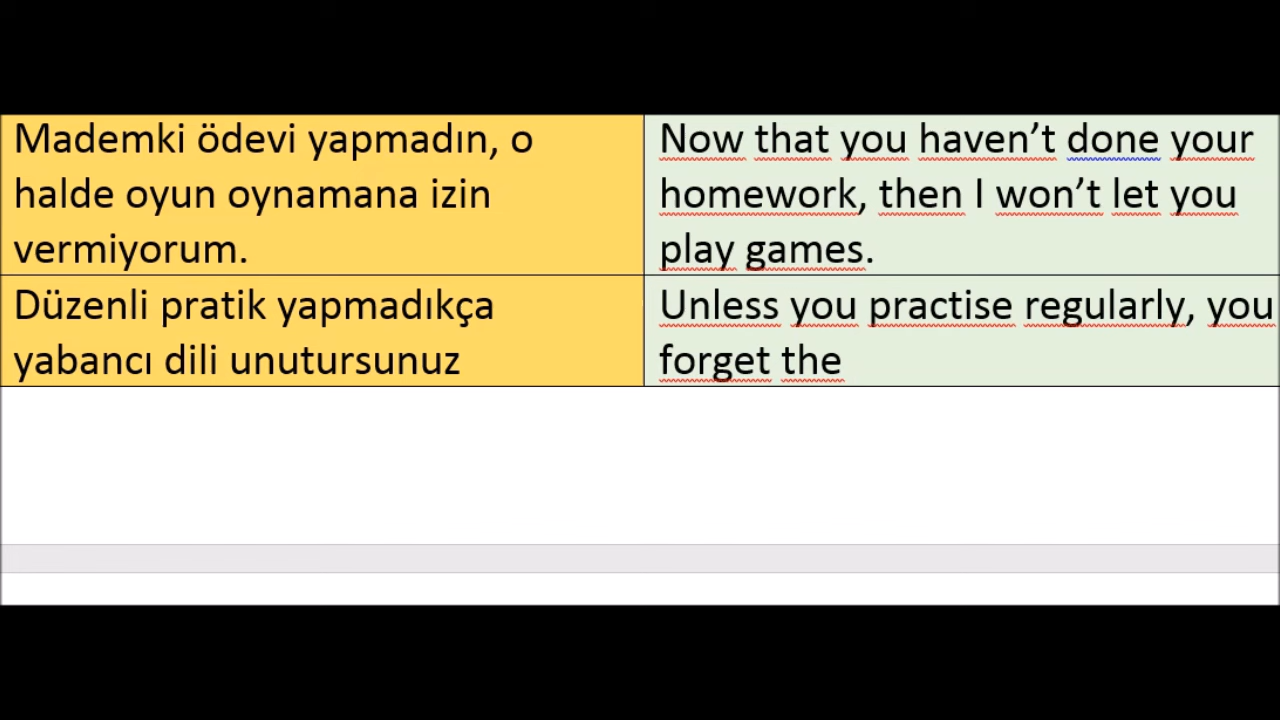 Mademki ödevi yapmadın, o
halde oyun oynamana izin
vermiyorum.
Now that you haven’t done your
homework, then I won’t let you
play games.
Düzenli pratik yapmadıkça
yabancı dili unutursunuz
Unless you practise regularly, you
forget the